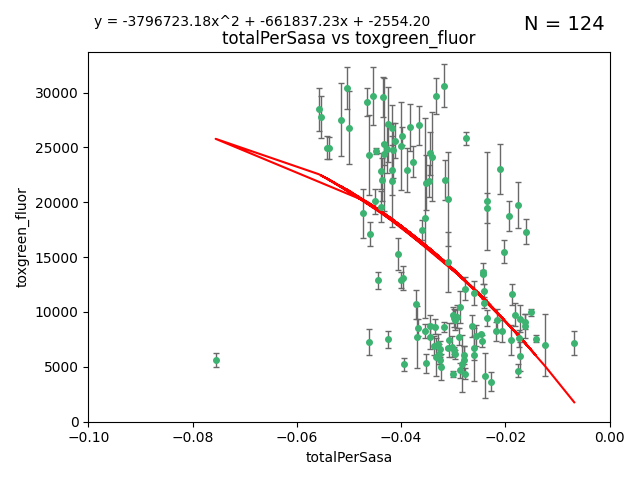 y = -3796723.18x^2 + -661837.23x + -2554.20
N = 124
totalPerSasa vs toxgreen_fluor
30000
25000
20000
15000
10000
5000
0
toxgreen_fluor
−0.10
−0.08
−0.06
−0.04
−0.02
0.00
totalPerSasa